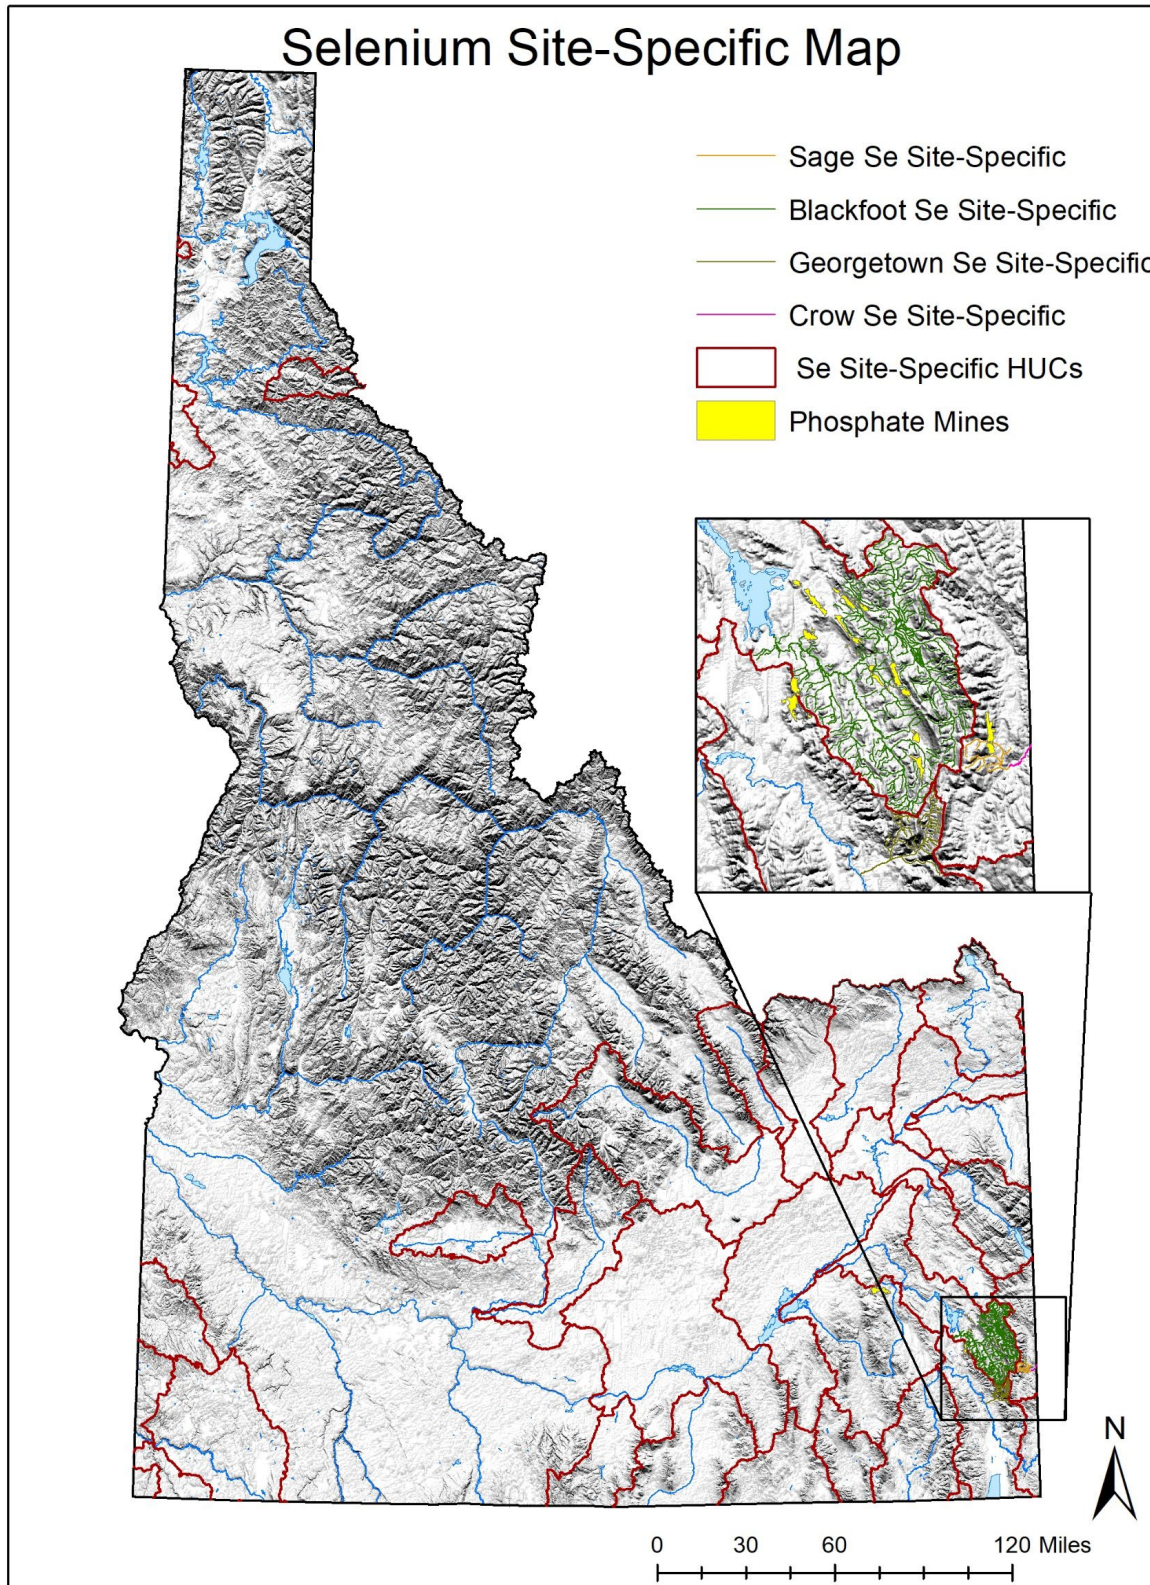 Selenium Site-Specific Map
Sage Se Site-Specific
Blackfoot Se Site-Specific
Georgetown Se Site-Specific
Crow Se Site-Specific
Se Site-Specific HUCs
Phosphate Mines
N
0 30 60 120 Miles